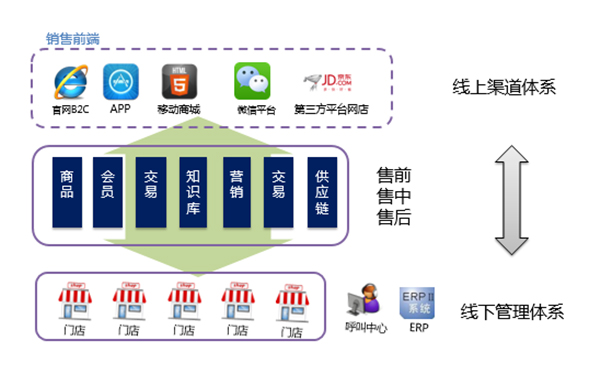 销售前端
HTML
5
JD.COM 京东
官网B2C
APP
移动商城
微信平台
第三方平台网店
线上渠道体系
商品
会员
交易
知识库
营销
交易
供应链
售前
售中
售后
shop
shop
shop
shop
shop
门店
门店
门店
门店
门店
呼叫中心
ERP II
系统
ERP
线下管理体系